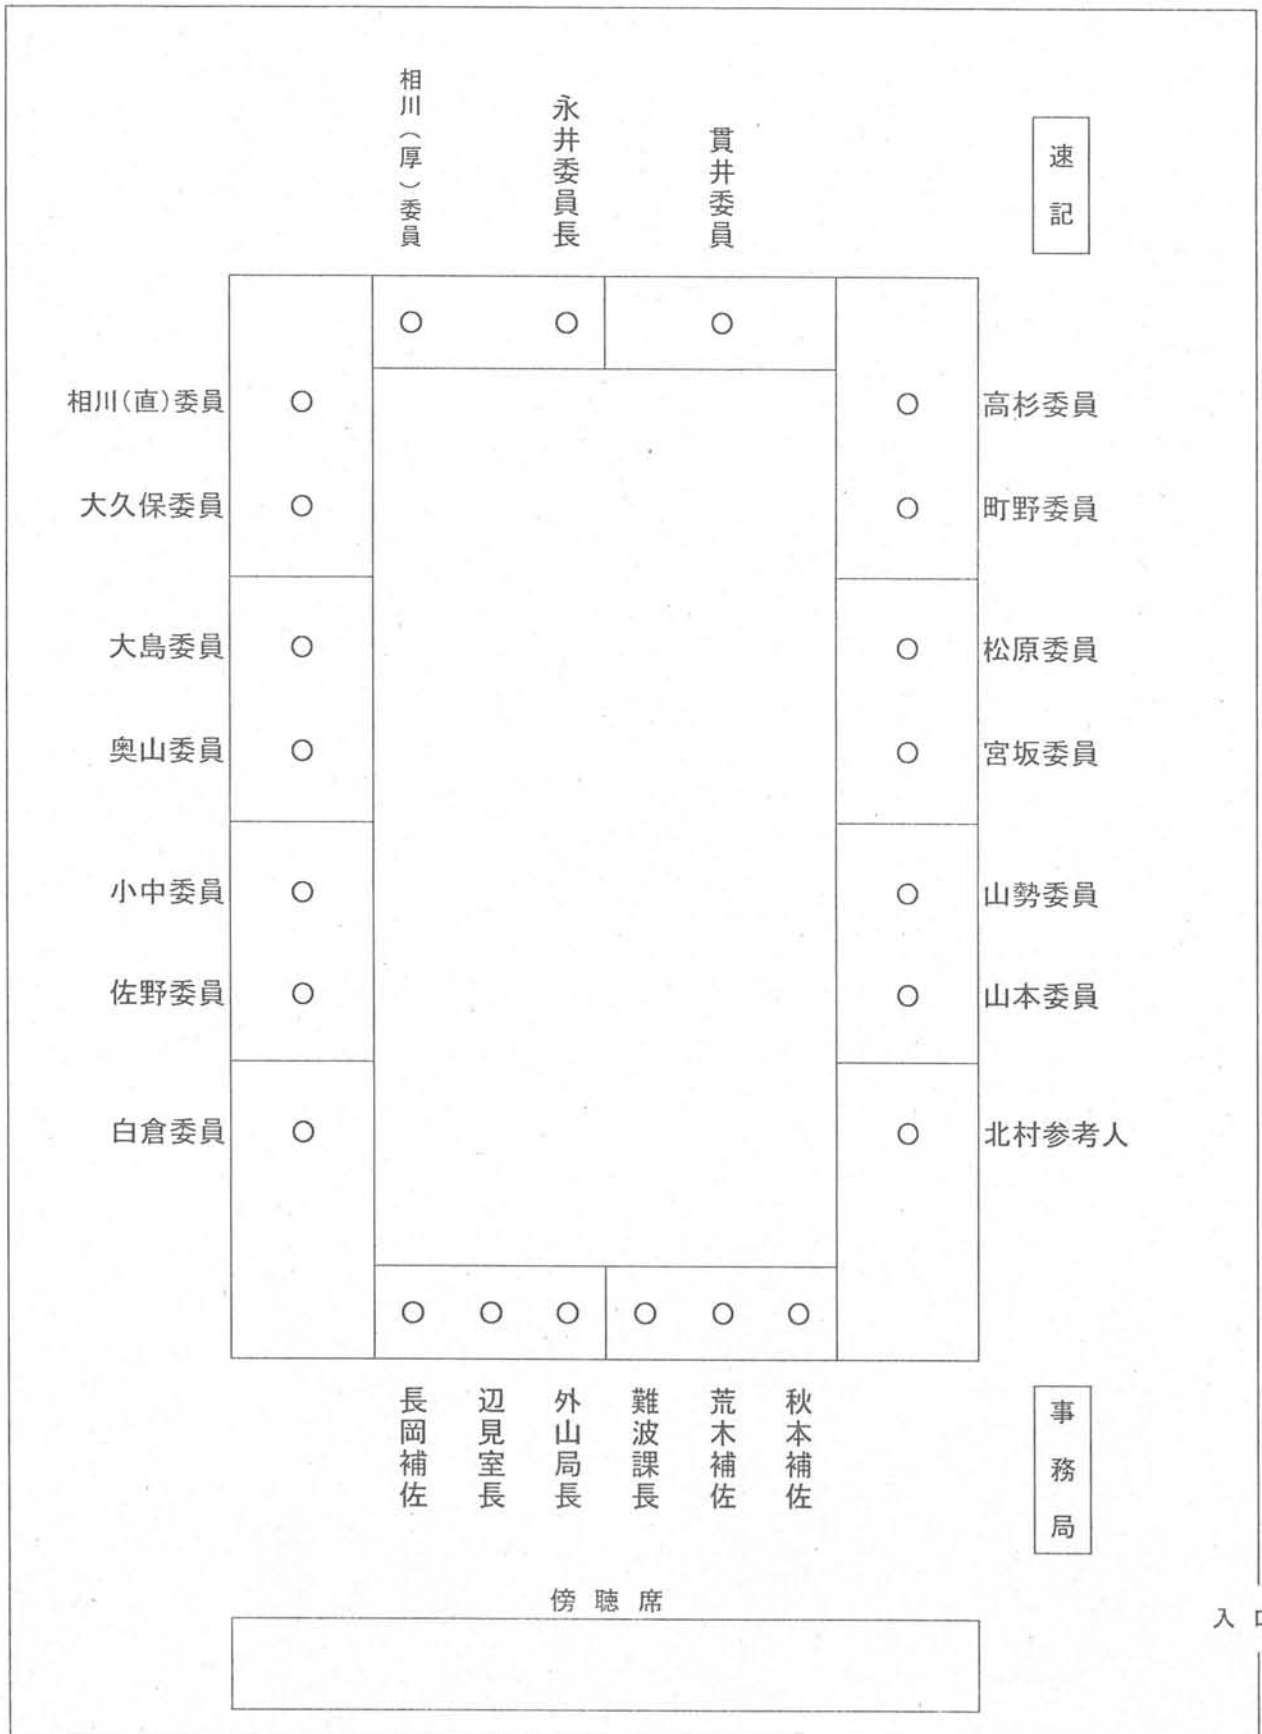 相川（厚）委員
永井委員長
貫井委員
速記
相川（直）委員
高杉委員
大久保委員
町野委員
大島委員
松原委員
奥山委員
宮坂委員
小中委員
山勢委員
佐野委員
山本委員
白倉委員
北村参考人
長岡補佐
辺見室長
外山局長
難波課長
荒木補佐
秋本補佐
事務局
傍聴席
入口